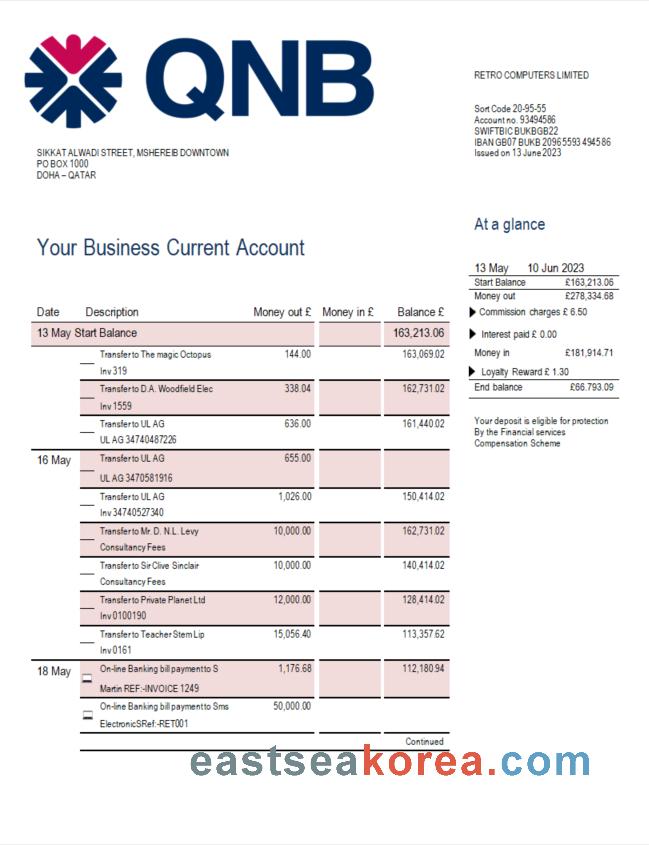 QNB
RETRO COMPUTERS LIMITED
Sort Code 20-95-55
Account no. 93494586
SWIFTBIC BUKBGB22
IBAN GB07 BUKB 20965593 494586
Issued on 13 June 2023
SIKKAT ALWADI STREET, MSHEREIB DOWNTOWN
PO BOX 1000
DOHA – QATAR
At a glance
Your Business Current Account
13 May 10 Jun 2023
Start Balance £163,213.06
Money out £278,334.68
Commission charges £ 6.50
Interest paid £ 0.00
Money in £181,914.71
Loyalty Reward £ 1.30
End balance £66.793.09
Your deposit is eligible for protection
By the Financial services
Compensation Scheme
Date Description Money out £ Money in £ Balance £
13 May Start Balance 163,213.06
Transfer to The magic Octopus 144.00 163,069.02
Inv 319
Transfer to D.A. Woodfield Elec 338.04 162,731.02
Inv 1559
Transfer to UL AG 636.00 161,440.02
UL AG 34740487226
16 May Transfer to UL AG 655.00
UL AG 3470581916
Transfer to UL AG 1,026.00 150,414.02
Inv 34740527340
Transfer to Mr. D. N.L. Levy 10,000.00 162,731.02
Consultancy Fees
Transfer to Sir Clive Sinclair 10,000.00 140,414.02
Consultancy Fees
Transfer to Private Planet Ltd 12,000.00 128,414.02
Inv 0100190
Transfer to Teacher Stem Lip 15,056.40 113,357.62
Inv 0161
18 May On-line Banking bill payment to S 1,176.68 112,180.94
Martin REF:-INVOICE 1249
On-line Banking bill payment to Sms 50,000.00
ElectronicSRef:-RET001
Continued
eastseakorea.com